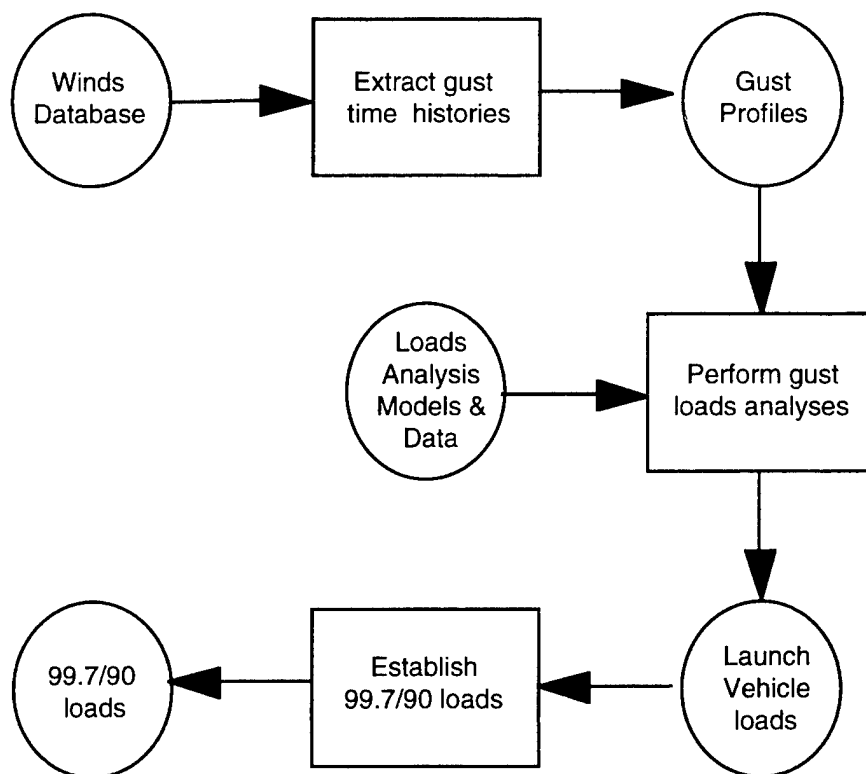 Winds
Database
Extract gust
time histories
Gust
Profiles
Loads
Analysis
Models &
Data
Perform gust
loads analyses
Launch
Vehicle
loads
Establish
99.7/90 loads
99.7/90
loads